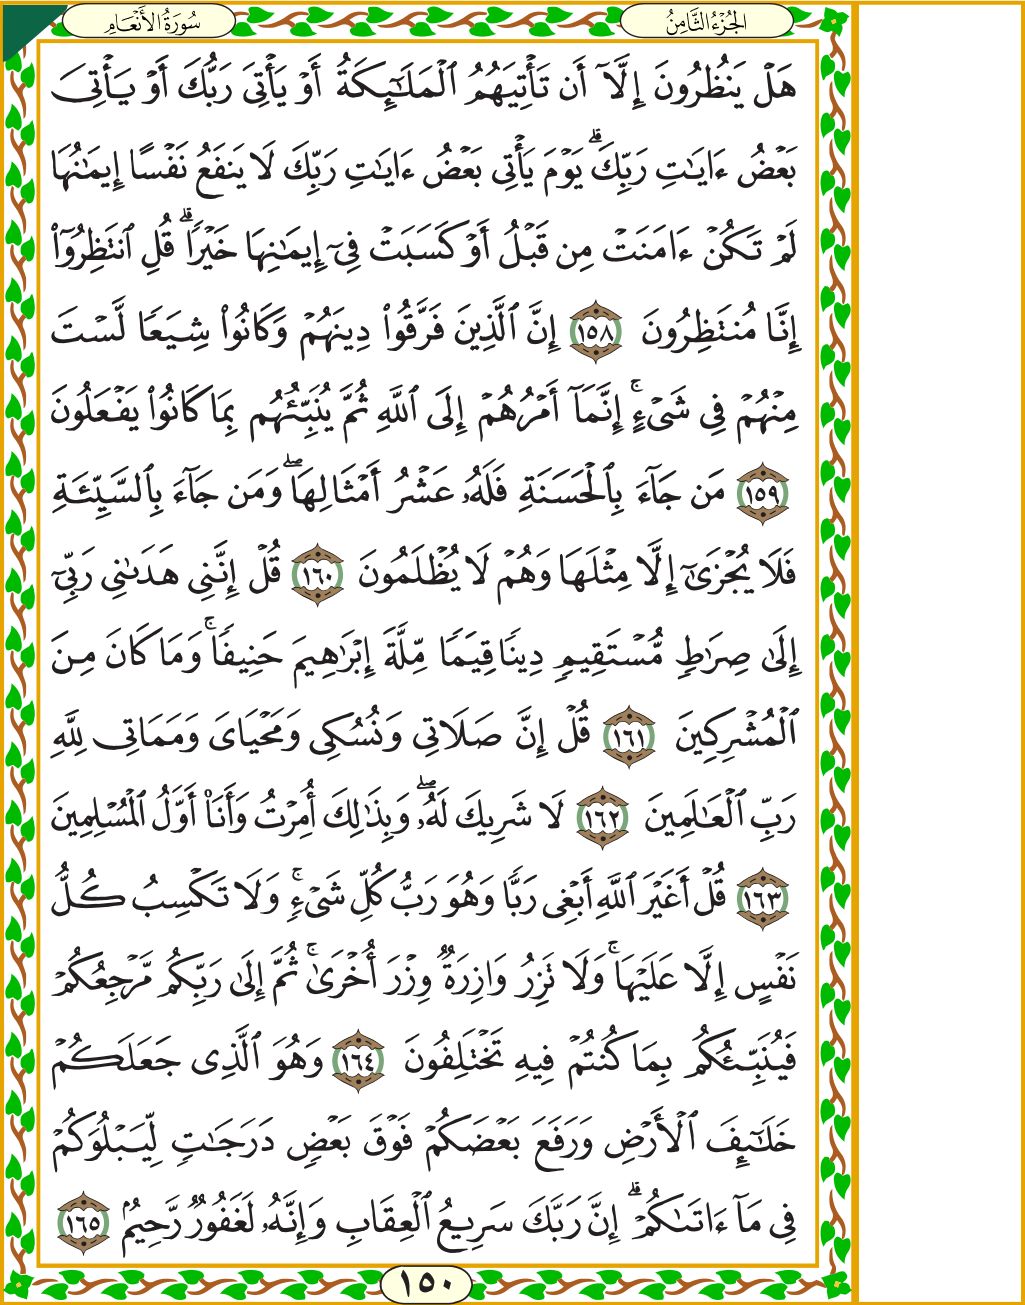 الجُزْءُ الثَّامِنُ
سُورَةُ الأَنْعَامِ
هَلْ يَنظُرُونَ إِلَّآ أَن تَأْتِيَهُمُ ٱلْمَلَـٰٓئِكَةُ أَوْ يَأْتِىَ رَبُّكَ أَوْ يَأْتِىَ
بَعْضُ ءَايَـٰتِ رَبِّكَ ۗ يَوْمَ يَأْتِى بَعْضُ ءَايَـٰتِ رَبِّكَ لَا يَنفَعُ نَفْسًا إِيمَـٰنُهَا
لَمْ تَكُنْ ءَامَنَتْ مِن قَبْلُ أَوْ كَسَبَتْ فِىٓ إِيمَـٰنِهَا خَيْرًا ۗ قُلِ ٱنتَظِرُوٓا۟
إِنَّا مُنتَظِرُونَ ١٥٨ إِنَّ ٱلَّذِينَ فَرَّقُوا۟ دِينَهُمْ وَكَانُوا۟ شِيَعًا لَّسْتَ
مِنْهُمْ فِى شَىْءٍ ۚ إِنَّمَآ أَمْرُهُمْ إِلَى ٱللَّهِ ثُمَّ يُنَبِّئُهُم بِمَا كَانُوا۟ يَفْعَلُونَ
١٥٩ مَن جَآءَ بِٱلْحَسَنَةِ فَلَهُۥ عَشْرُ أَمْثَالِهَا ۖ وَمَن جَآءَ بِٱلسَّيِّئَةِ
فَلَا يُجْزَىٰٓ إِلَّا مِثْلَهَا وَهُمْ لَا يُظْلَمُونَ ١٦٠ قُلْ إِنَّنِى هَدَىٰنِى رَبِّىٓ
إِلَىٰ صِرَٰطٍ مُّسْتَقِيمٍ دِينًا قِيَمًا مِّلَّةَ إِبْرَٰهِيمَ حَنِيفًا ۚ وَمَا كَانَ مِنَ
ٱلْمُشْرِكِينَ ١٦١ قُلْ إِنَّ صَلَاتِى وَنُسُكِى وَمَحْيَاىَ وَمَمَاتِى لِلَّهِ
رَبِّ ٱلْعَـٰلَمِينَ ١٦٢ لَا شَرِيكَ لَهُۥ ۖ وَبِذَٰلِكَ أُمِرْتُ وَأَنَا۠ أَوَّلُ ٱلْمُسْلِمِينَ
١٦٣ قُلْ أَغَيْرَ ٱللَّهِ أَبْغِى رَبًّا وَهُوَ رَبُّ كُلِّ شَىْءٍ ۚ وَلَا تَكْسِبُ كُلُّ
نَفْسٍ إِلَّا عَلَيْهَا ۚ وَلَا تَزِرُ وَازِرَةٌ وِزْرَ أُخْرَىٰ ۚ ثُمَّ إِلَىٰ رَبِّكُم مَّرْجِعُكُمْ
فَيُنَبِّئُكُم بِمَا كُنتُمْ فِيهِ تَخْتَلِفُونَ ١٦٤ وَهُوَ ٱلَّذِى جَعَلَكُمْ
خَلَـٰٓئِفَ ٱلْأَرْضِ وَرَفَعَ بَعْضَكُمْ فَوْقَ بَعْضٍ دَرَجَـٰتٍ لِّيَبْلُوَكُمْ
فِى مَآ ءَاتَىٰكُمْ ۗ إِنَّ رَبَّكَ سَرِيعُ ٱلْعِقَابِ وَإِنَّهُۥ لَغَفُورٌ رَّحِيمٌ ١٦٥
١٥٠